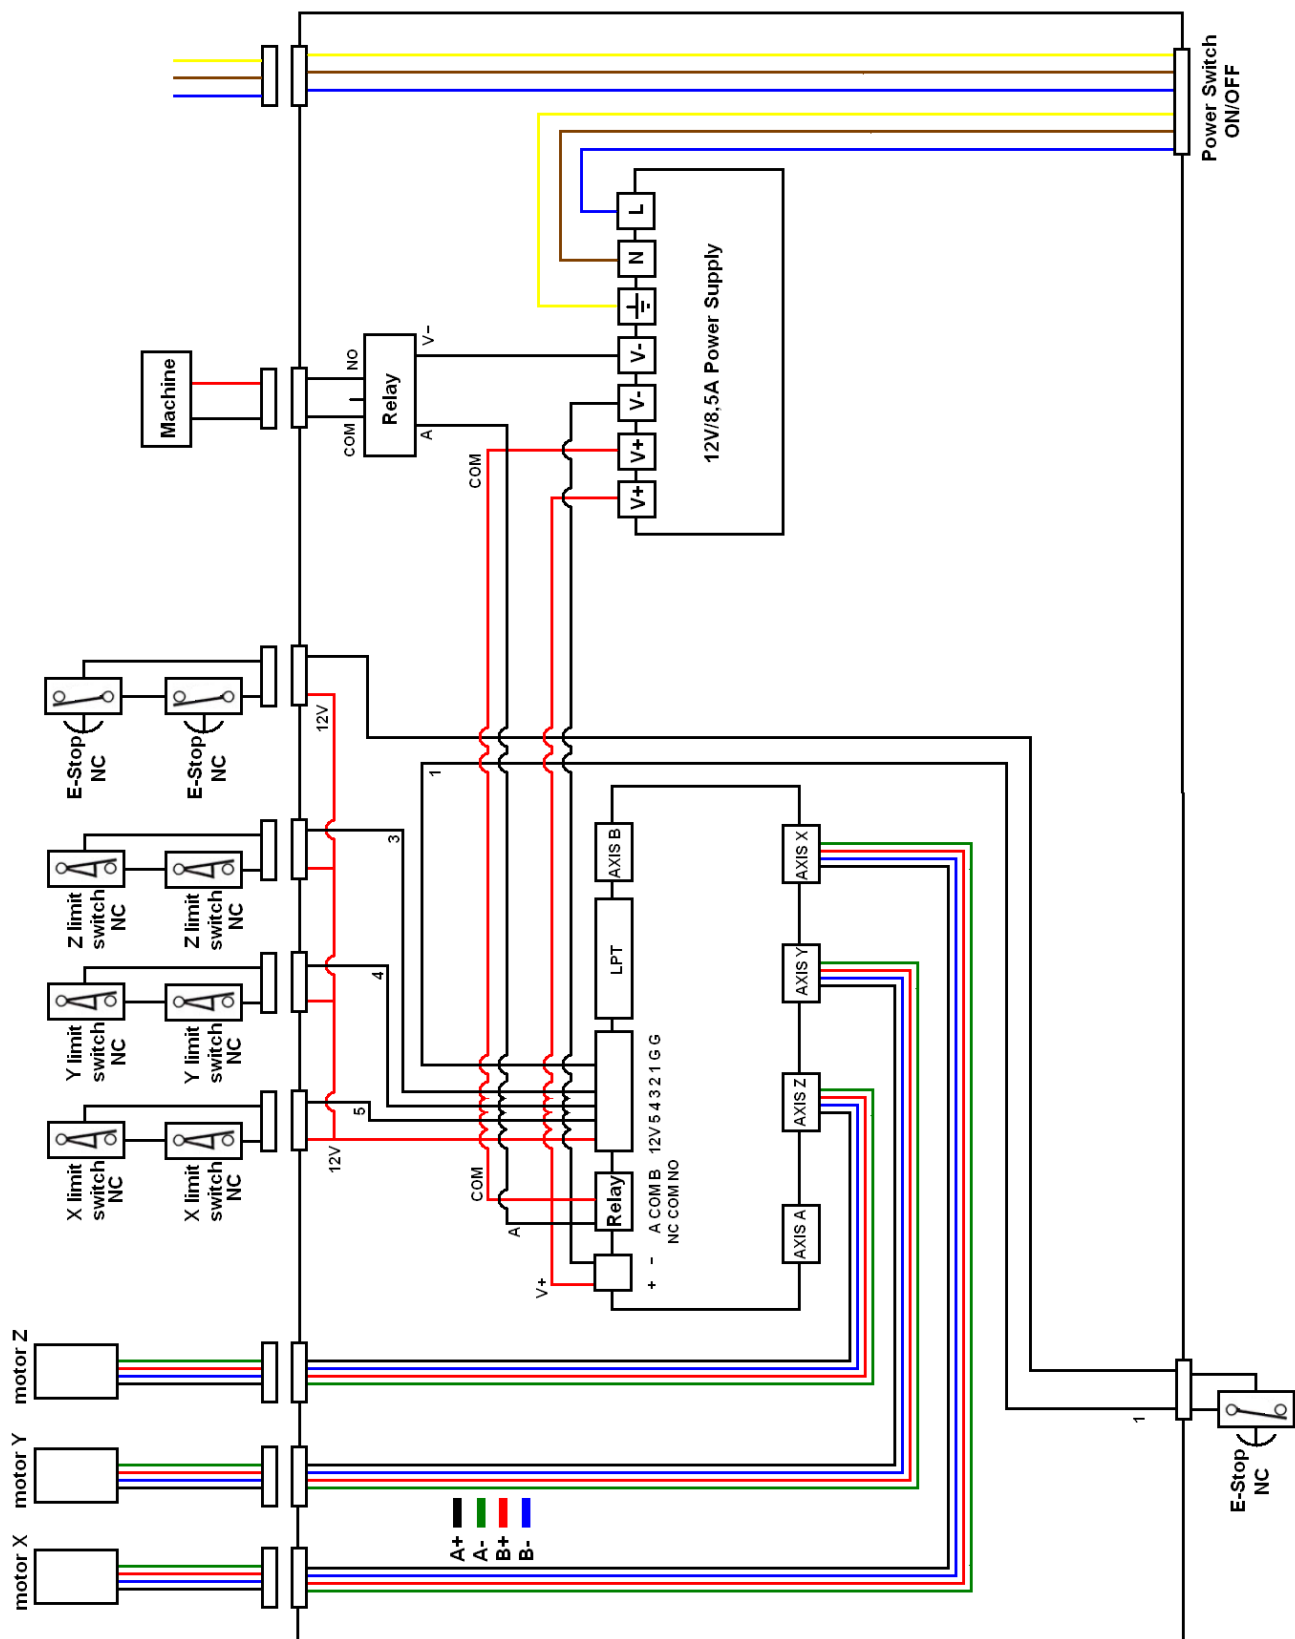 Power Switch
ON/OFF
L
N
V-
V-
V+
V+
12V/8,5A Power Supply
Machine
NO
COM
Relay
V-
A
COM
E-Stop
NC
E-Stop
NC
12V
1
Z limit
switch
NC
Z limit
switch
NC
3
Y limit
switch
NC
Y limit
switch
NC
4
X limit
switch
NC
X limit
switch
NC
5
12V
AXIS B
LPT
12V 5 4 3 2 1 G G
Relay
A COM B
NC COM NO
+ -
COM
A
V+
AXIS X
AXIS Y
AXIS Z
AXIS A
motor Z
motor Y
motor X
A+
A-
B+
B-
1
E-Stop
NC